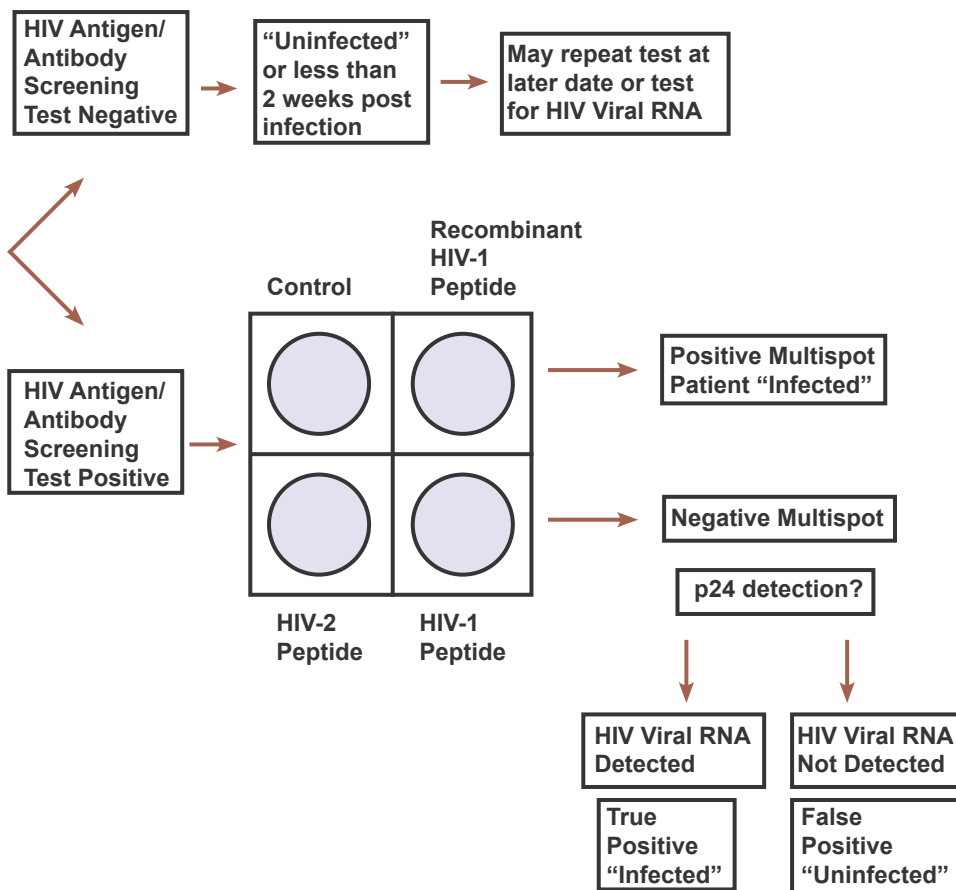 HIV Antigen/
Antibody
Screening
Test Negative
“Uninfected”
or less than
2 weeks post
infection
May repeat test at
later date or test
for HIV Viral RNA
Control
Recombinant
HIV-1
Peptide
HIV Antigen/
Antibody
Screening
Test Positive
HIV-2
Peptide
HIV-1
Peptide
Positive Multispot
Patient “Infected”
Negative Multispot
p24 detection?
HIV Viral RNA
Detected
HIV Viral RNA
Not Detected
True
Positive
“Infected”
False
Positive
“Uninfected”